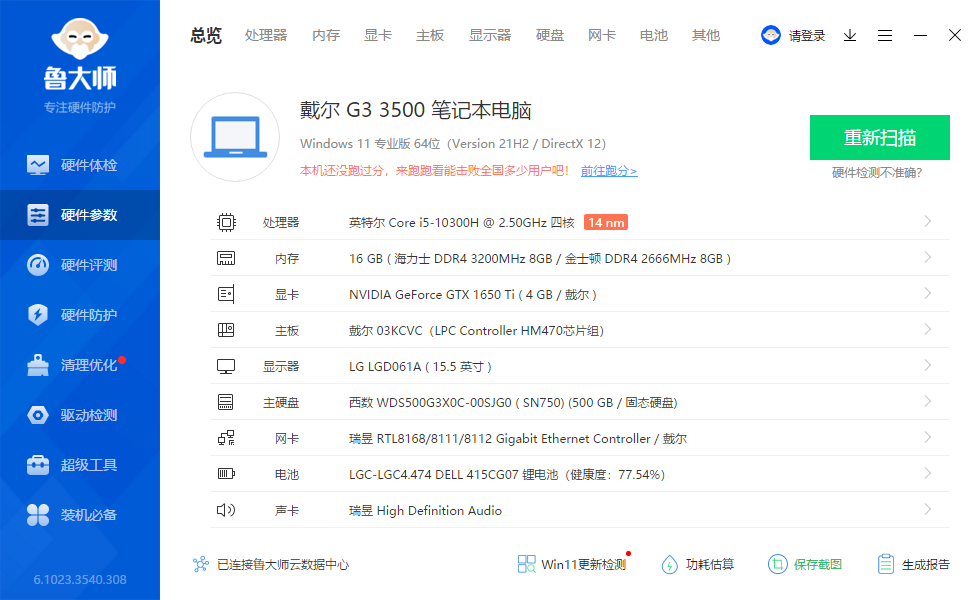 鲁大师
专注硬件防护
硬件体检
硬件参数
硬件评测
硬件防护
清理优化
驱动检测
超级工具
装机必备
6.1023.3540.308
总览 处理器 内存 显卡 主板 显示器 硬盘 网卡 电池 其他 请登录
戴尔 G3 3500 笔记本电脑
Windows 11 专业版 64位（Version 21H2 / DirectX 12）
本机还没跑过分，来跑跑看能击败全国多少用户吧！ 前往跑分>
重新扫描
硬件检测不准确?
处理器 英特尔 Core i5-10300H @ 2.50GHz 四核 14 nm
内存 16 GB ( 海力士 DDR4 3200MHz 8GB / 金士顿 DDR4 2666MHz 8GB )
显卡 NVIDIA GeForce GTX 1650 Ti ( 4 GB / 戴尔 )
主板 戴尔 03KCVC（LPC Controller HM470芯片组）
显示器 LG LGD061A ( 15.5 英寸 )
主硬盘 西数 WDS500G3X0C-00SJG0 ( SN750) (500 GB / 固态硬盘)
网卡 瑞昱 RTL8168/8111/8112 Gigabit Ethernet Controller / 戴尔
电池 LGC-LGC4.474 DELL 415CG07 锂电池（健康度：77.54%）
声卡 瑞昱 High Definition Audio
已连接鲁大师云数据中心 Win11更新检测 功耗估算 保存截图 生成报告